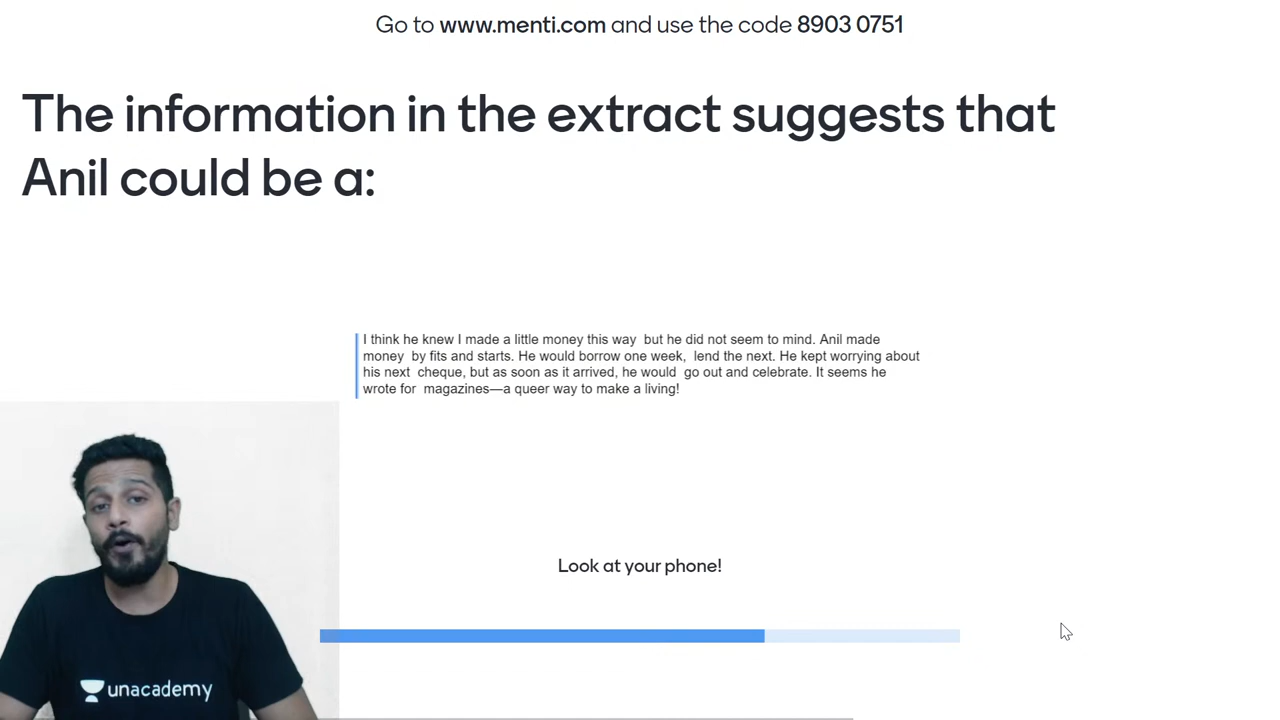 Go to www.menti.com and use the code 8903 0751
The information in the extract suggests that
Anil could be a:
I think he knew I made a little money this way but he did not seem to mind. Anil made
money by fits and starts. He would borrow one week, lend the next. He kept worrying about
his next cheque, but as soon as it arrived, he would go out and celebrate. It seems he
wrote for magazines—a queer way to make a living!
Look at your phone!
unacademy